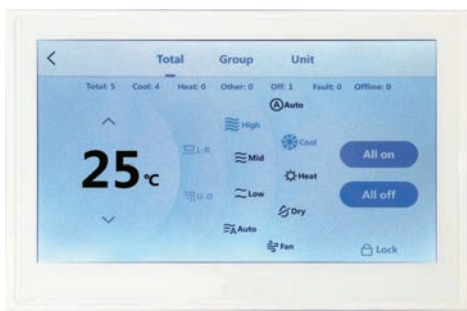 Total Group Unit
Total: 5 Cool: 4 Heat: 0 Other: 0 Off: 1 Fault: 0 Offline: 0
Auto
High
Cool
L-R
Mid
All on
25°C
Heat
U-D
Low
All off
Dry
Auto
Fan
Lock